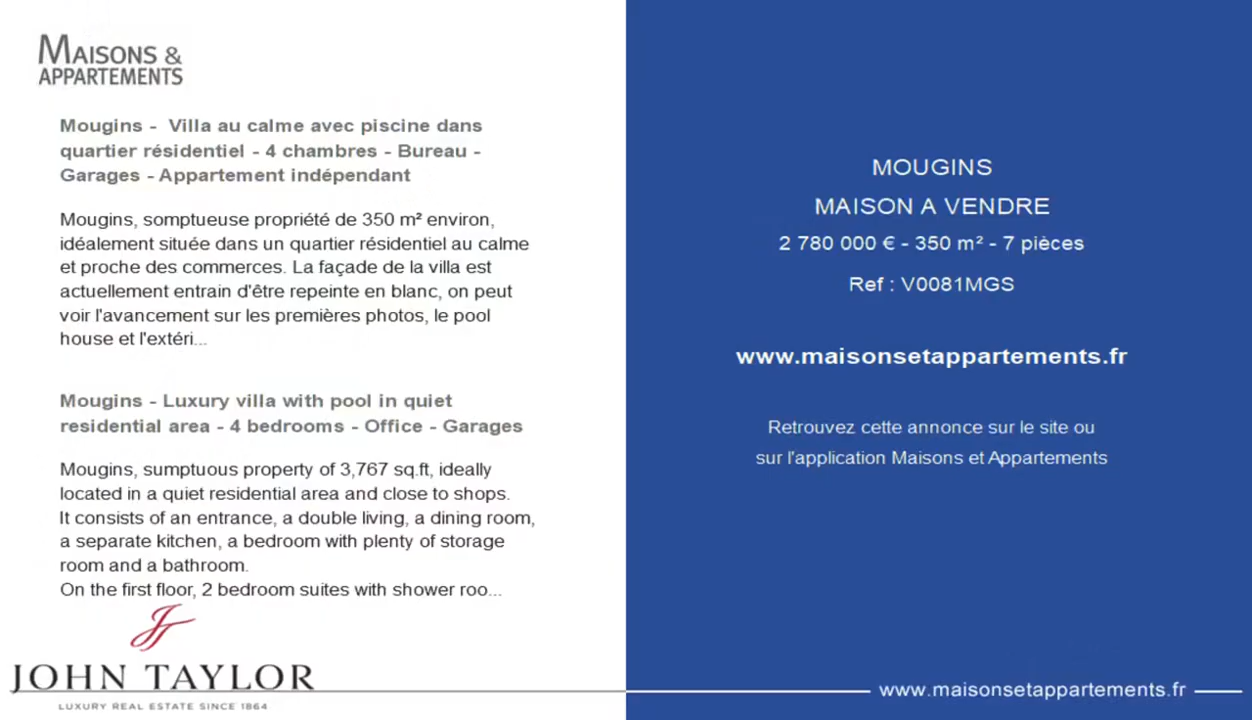 MAISONS &
APPARTEMENTS
Mougins - Villa au calme avec piscine dans
quartier résidentiel - 4 chambres - Bureau -
Garages - Appartement indépendant
Mougins, somptueuse propriété de 350 m² environ,
idéalement située dans un quartier résidentiel au calme
et proche des commerces. La façade de la villa est
actuellement entrain d'être repeinte en blanc, on peut
voir l'avancement sur les premières photos, le pool
house et l'extéri...
Mougins - Luxury villa with pool in quiet
residential area - 4 bedrooms - Office - Garages
Mougins, sumptuous property of 3,767 sq.ft, ideally
located in a quiet residential area and close to shops.
It consists of an entrance, a double living, a dining room,
a separate kitchen, a bedroom with plenty of storage
room and a bathroom.
On the first floor, 2 bedroom suites with shower roo...
JOHN TAYLOR
LUXURY REAL ESTATE SINCE 1864
MOUGINS
MAISON A VENDRE
2 780 000 € - 350 m² - 7 pièces
Ref : V0081MGS
www.maisonsetappartements.fr
Retrouvez cette annonce sur le site ou
sur l'application Maisons et Appartements
www.maisonsetappartements.fr